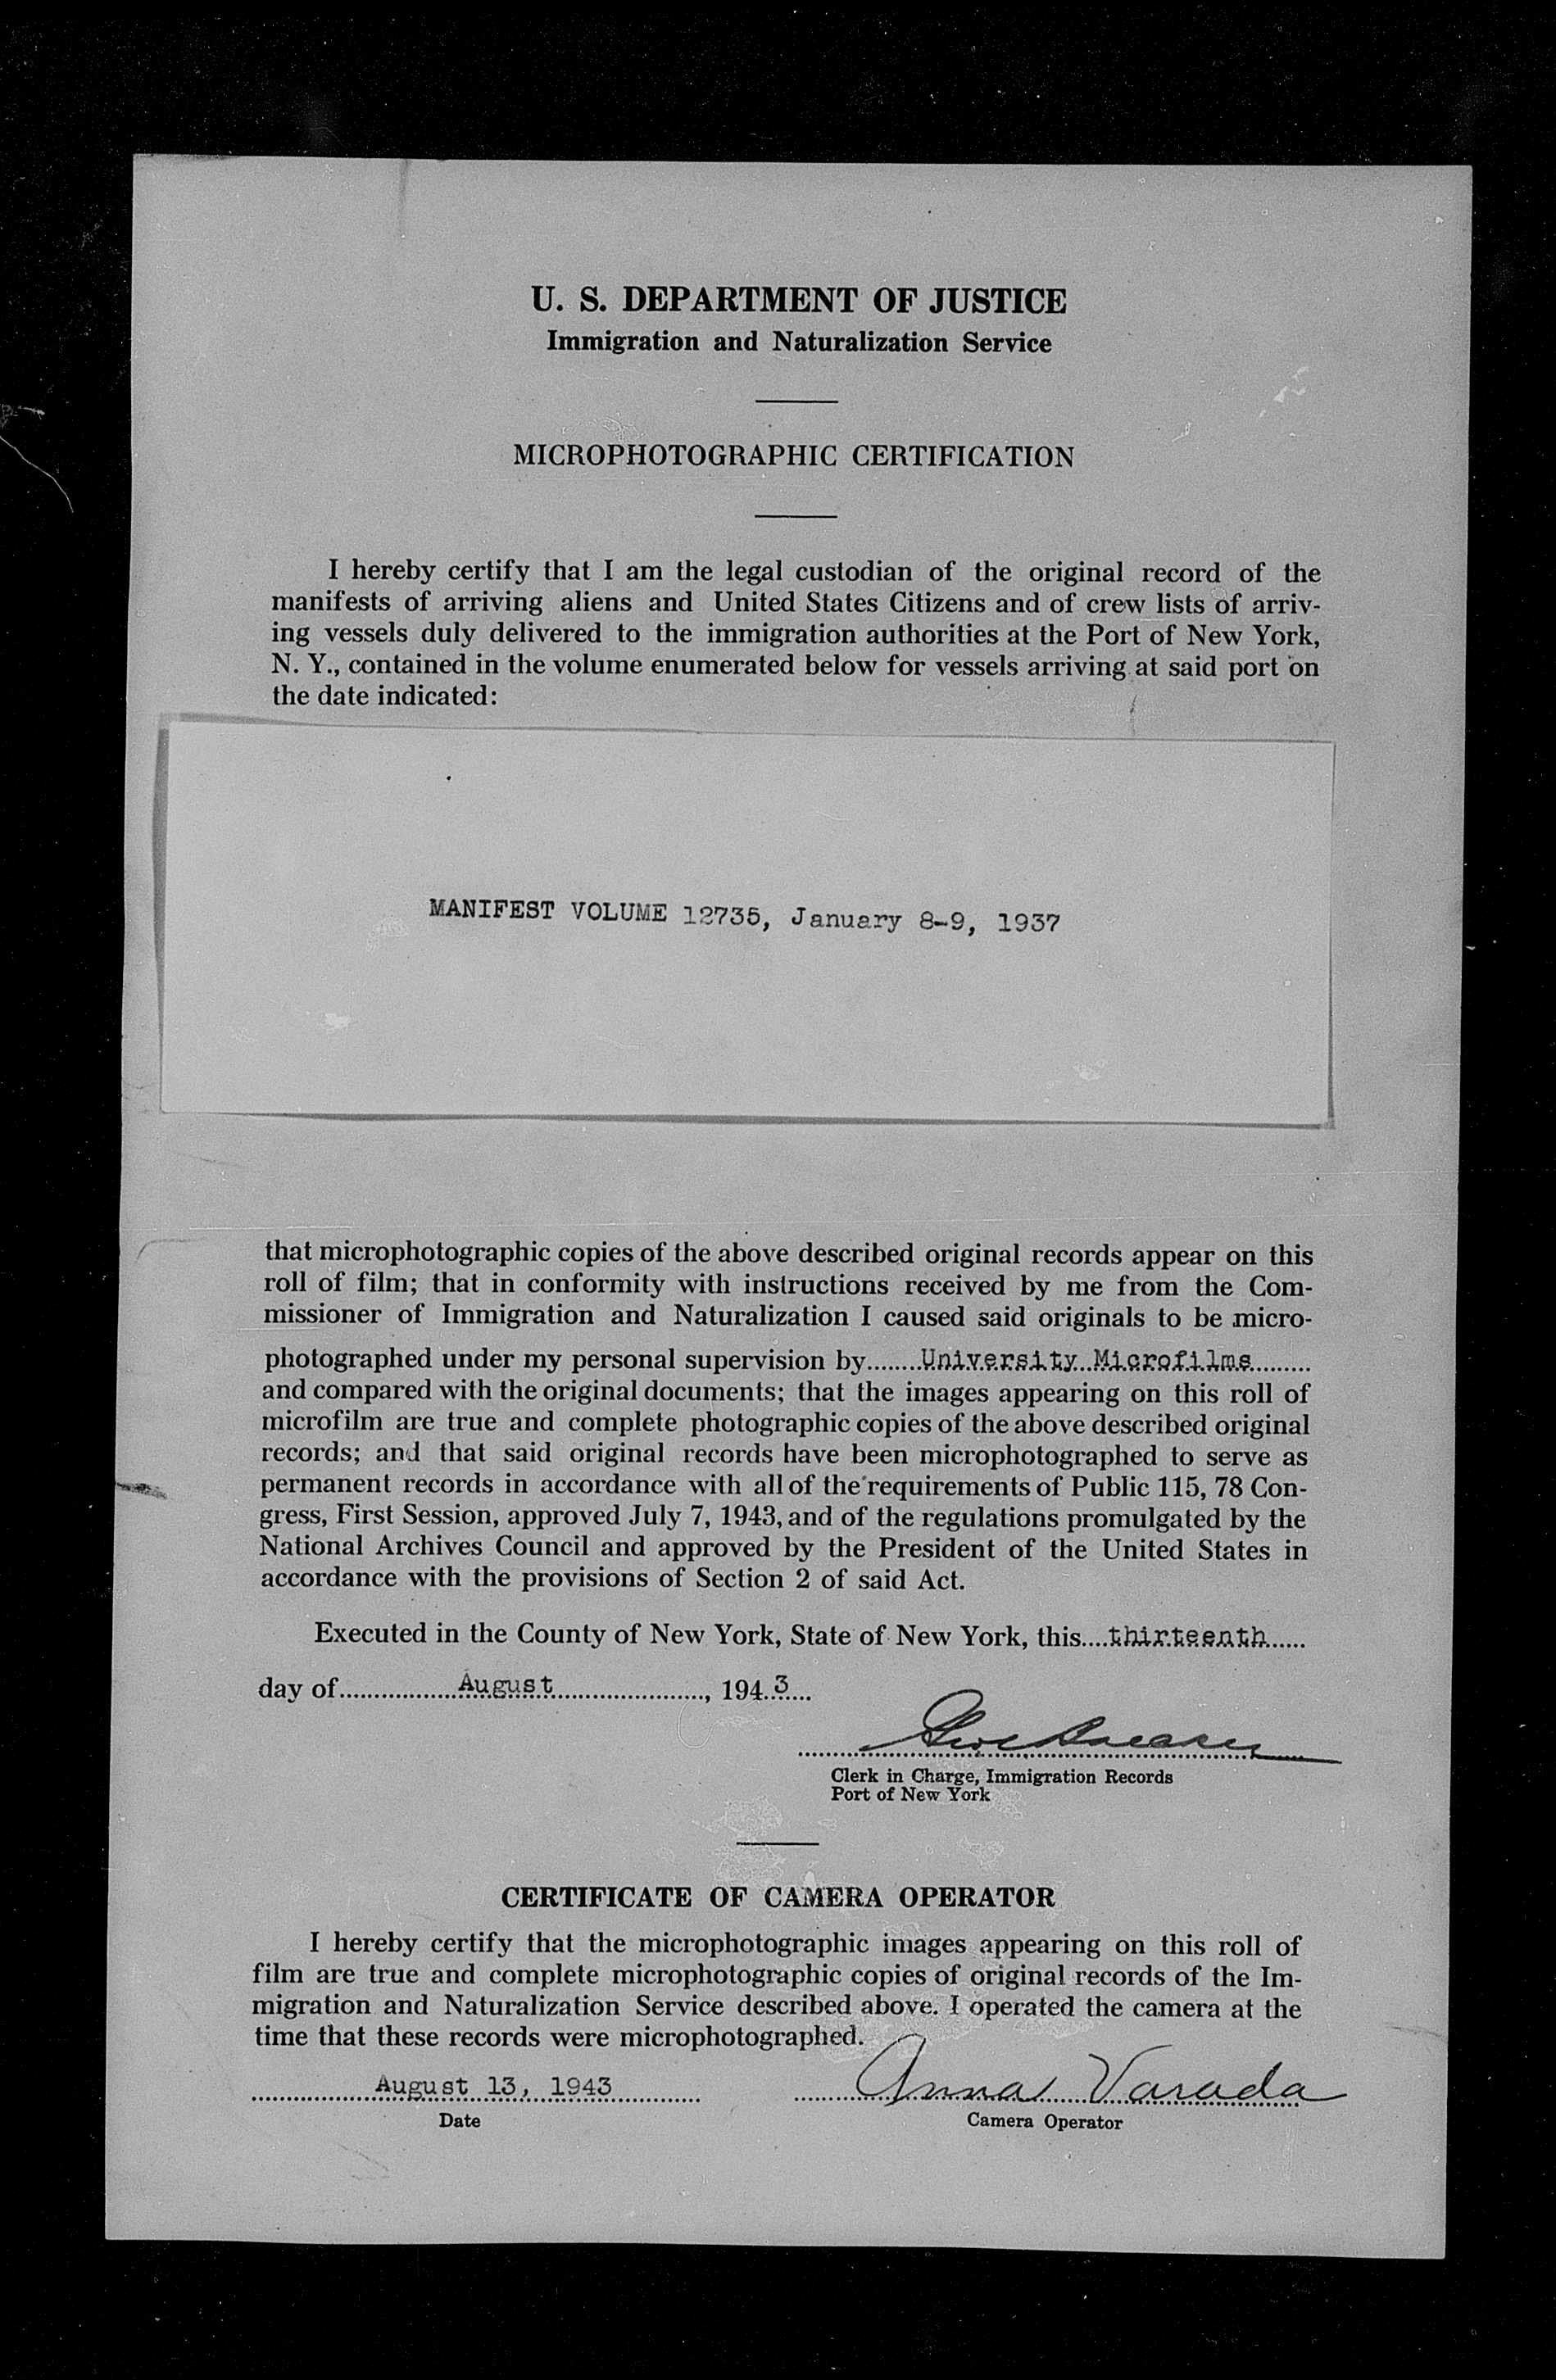 U. S. DEPARTMENT OF JUSTICE
Immigration and Naturalization Service
MICROPHOTOGRAPHIC CERTIFICATION
I hereby certify that I am the legal custodian of the original record of the
manifests of arriving aliens and United States Citizens and of crew lists of arriv-
ing vessels duly delivered to the immigration authorities at the Port of New York,
N. Y., contained in the volume enumerated below for vessels arriving at said port on
the date indicated:
MANIFEST VOLUME 12735, January 8-9, 1937
that microphotographic copies of the above described original records appear on this
roll of film; that in conformity with instructions received by me from the Com-
missioner of Immigration and Naturalization I caused said originals to be micro-
photographed under my personal supervision by........University Microfilms........
and compared with the original documents; that the images appearing on this roll of
microfilm are true and complete photographic copies of the above described original
records; and that said original records have been microphotographed to serve as
permanent records in accordance with all of the requirements of Public 115, 78 Con-
gress, First Session, approved July 7, 1943, and of the regulations promulgated by the
National Archives Council and approved by the President of the United States in
accordance with the provisions of Section 2 of said Act.
Executed in the County of New York, State of New York, this....thirteenth......
day of..................August........................, 194..3....
Clerk in Charge, Immigration Records
Port of New York
CERTIFICATE OF CAMERA OPERATOR
I hereby certify that the microphotographic images appearing on this roll of
film are true and complete microphotographic copies of original records of the Im-
migration and Naturalization Service described above. I operated the camera at the
time that these records were microphotographed.
August 13, 1943 Anna Varada
Date Camera Operator